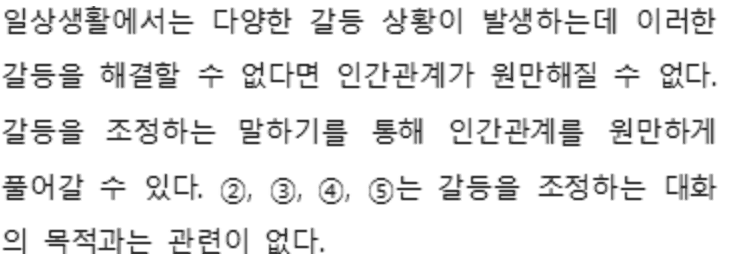 일상생활에서는 다양한 갈등 상황이 발생하는데 이러한
갈등을 해결할 수 없다면 인간관계가 원만해질 수 없다.
갈등을 조정하는 말하기를 통해 인간관계를 원만하게
풀어갈 수 있다. ②, ③, ④, ⑤는 갈등을 조정하는 대화
의 목적과는 관련이 없다.